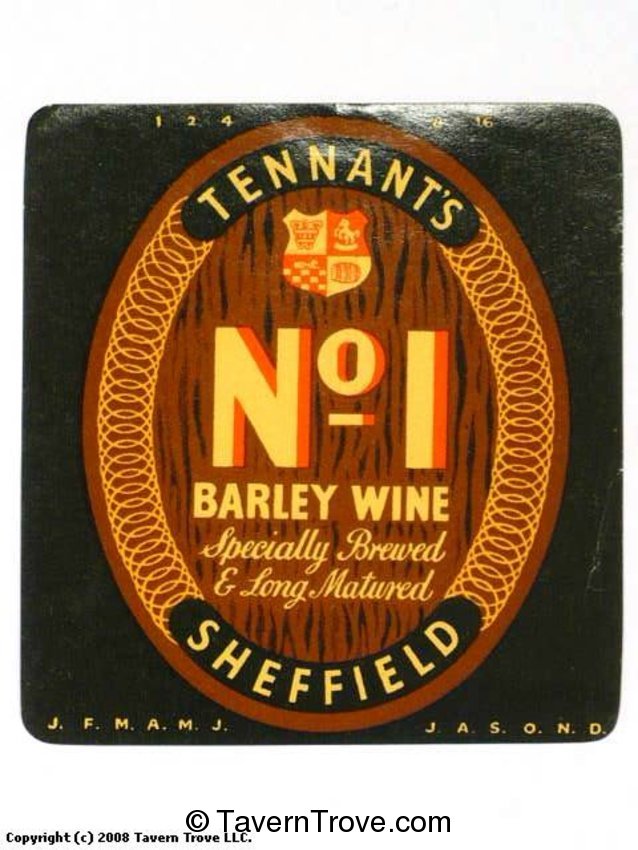 1 2 4 8 16
TENNANT'S
No 1
BARLEY WINE
Specially Brewed
& Long Matured
SHEFFIELD
J. F. M. A. M. J. J. A. S. O. N. D.
© TavernTrove.com
Copyright (c) 2008 Tavern Trove LLC.